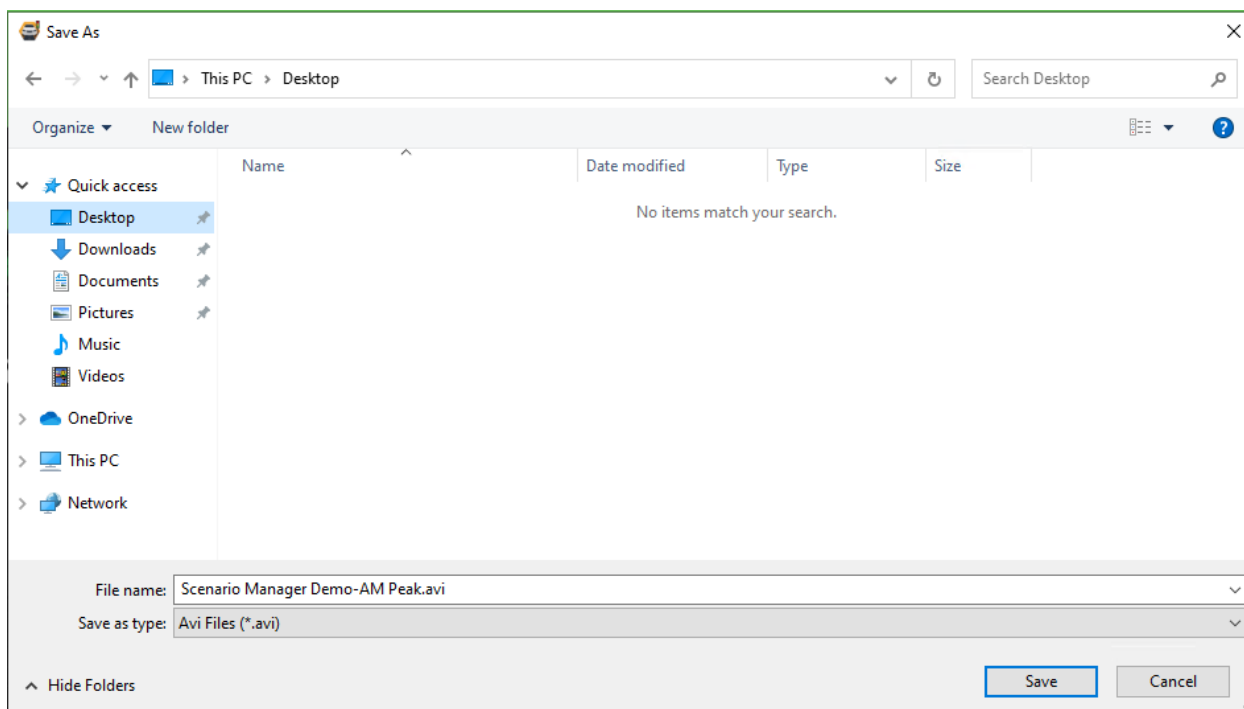 Save As
This PC > Desktop
Search Desktop
Organize
New folder
Name
Date modified
Type
Size
No items match your search.
Quick access
Desktop
Downloads
Documents
Pictures
Music
Videos
OneDrive
This PC
Network
File name: Scenario Manager Demo-AM Peak.avi
Save as type: Avi Files (*.avi)
Hide Folders
Save
Cancel